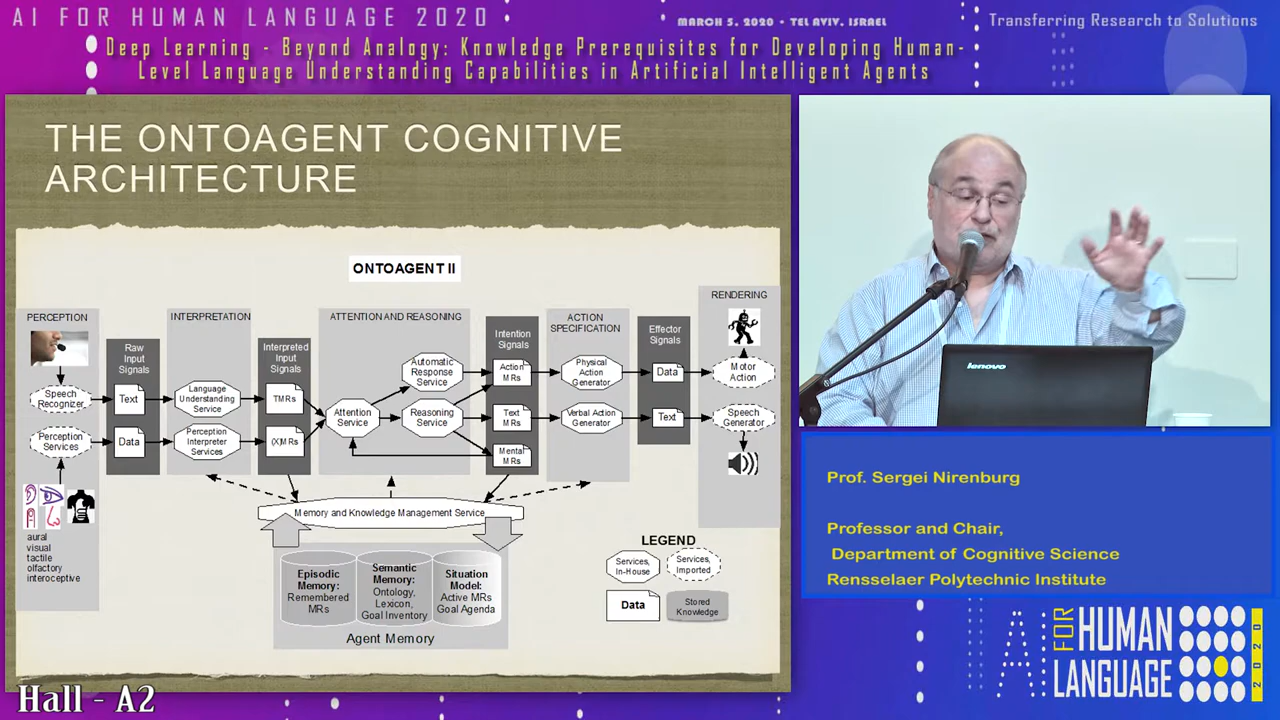 AI FOR HUMAN LANGUAGE 2020
MARCH 5, 2020 - TEL AVIV, ISRAEL
Transferring Research to Solutions
Deep Learning - Beyond Analogy: Knowledge Prerequisites for Developing Human-
Level Language Understanding Capabilities in Artificial Intelligent Agents
THE ONTOAGENT COGNITIVE
ARCHITECTURE
ONTOAGENT II
PERCEPTION
Speech
Recognizer
Perception
Services
aural
visual
tactile
olfactory
interoceptive
Raw
Input
Signals
Text
Data
INTERPRETATION
Language
Understanding
Service
Perception
Interpreter
Services
Interpreted
Input
Signals
TMRs
(X)MRs
ATTENTION AND REASONING
Automatic
Response
Service
Attention
Service
Reasoning
Service
Intention
Signals
Action
MRs
Text
MRs
Mental
MRs
ACTION
SPECIFICATION
Physical
Action
Generator
Verbal Action
Generator
Effector
Signals
Data
Text
RENDERING
Motor
Action
Speech
Generator
Memory and Knowledge Management Service
Episodic
Memory:
Remembered
MRs
Semantic
Memory:
Ontology,
Lexicon,
Goal Inventory
Situation
Model:
Active MRs
Goal Agenda
Agent Memory
LEGEND
Services,
In-House
Services,
Imported
Data
Stored
Knowledge
lenovo
Prof. Sergei Nirenburg
Professor and Chair,
Department of Cognitive Science
Rensselaer Polytechnic Institute
Hall - A2
AI FOR HUMAN
LANGUAGE 2020